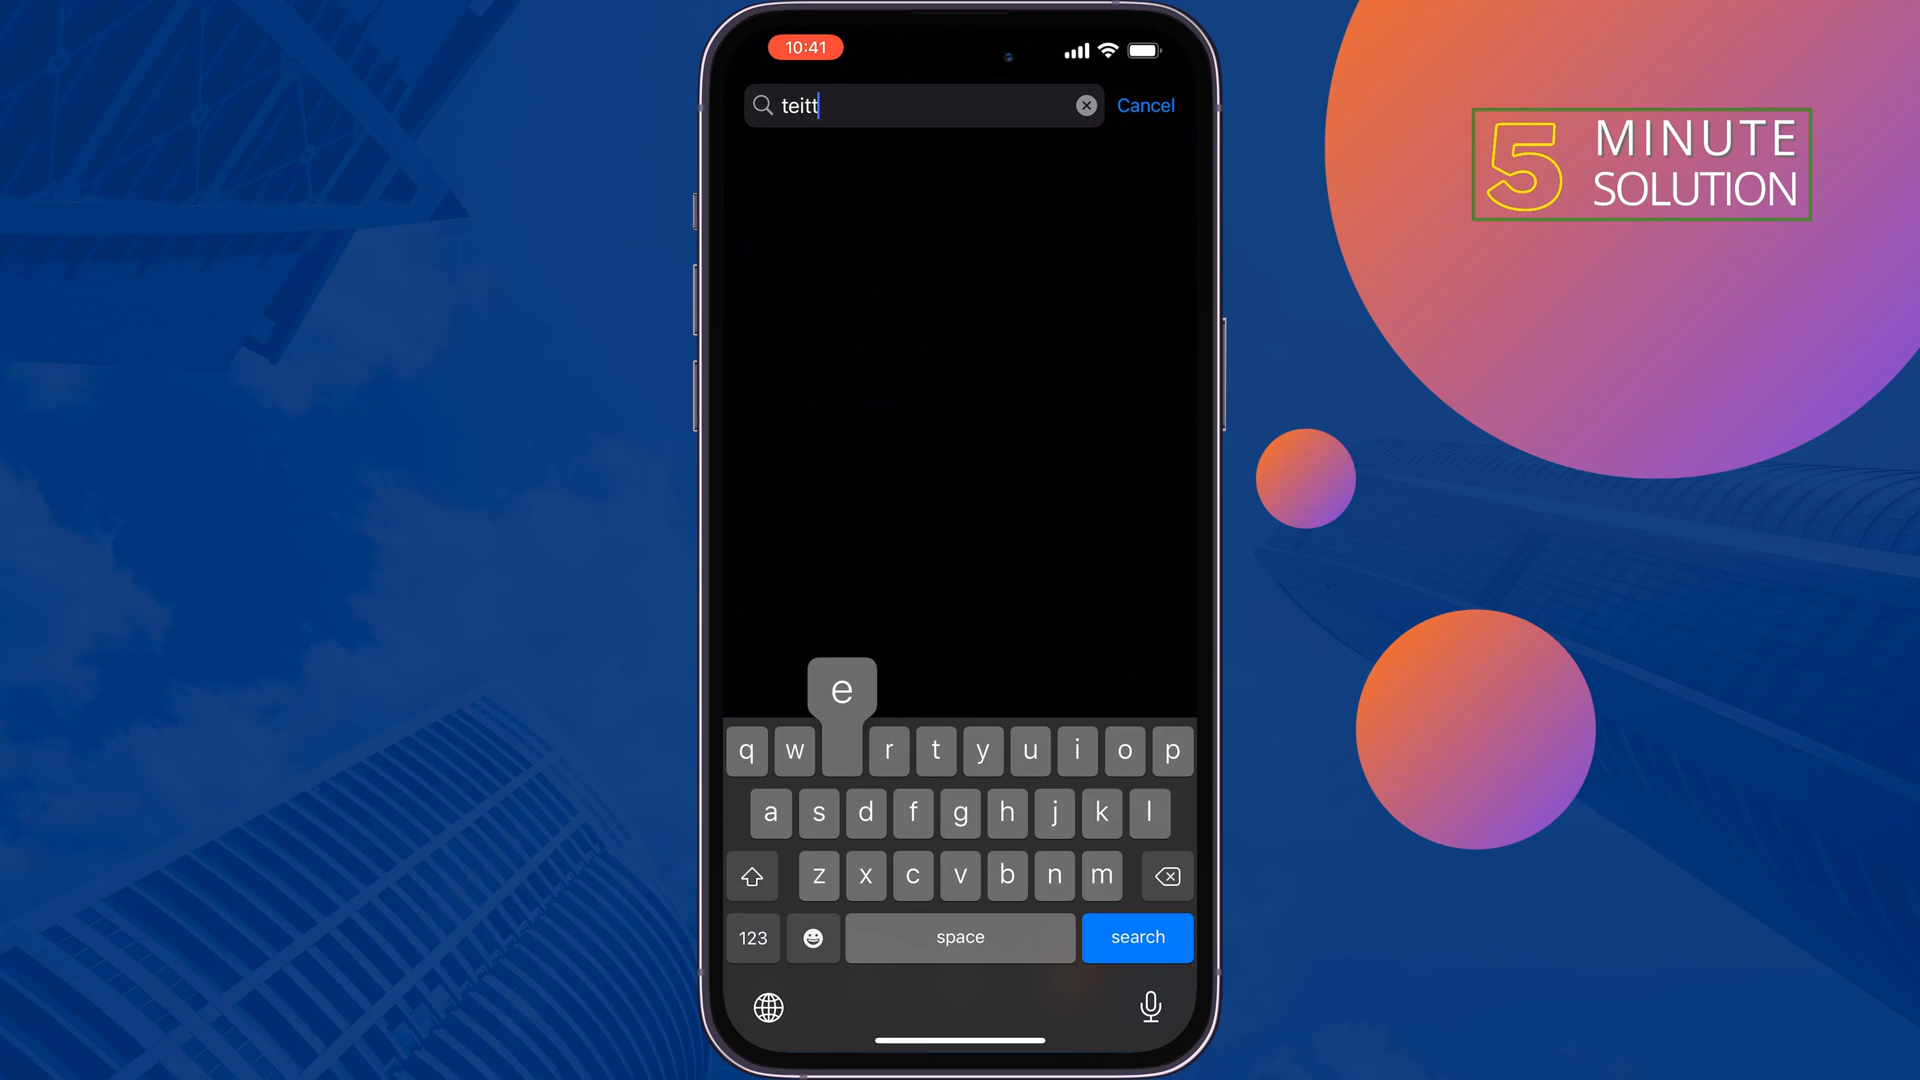 10:41
teitt
Cancel
5 MINUTE
SOLUTION
e
q w r t y u i o p
a s d f g h j k l
z x c v b n m
123 space search